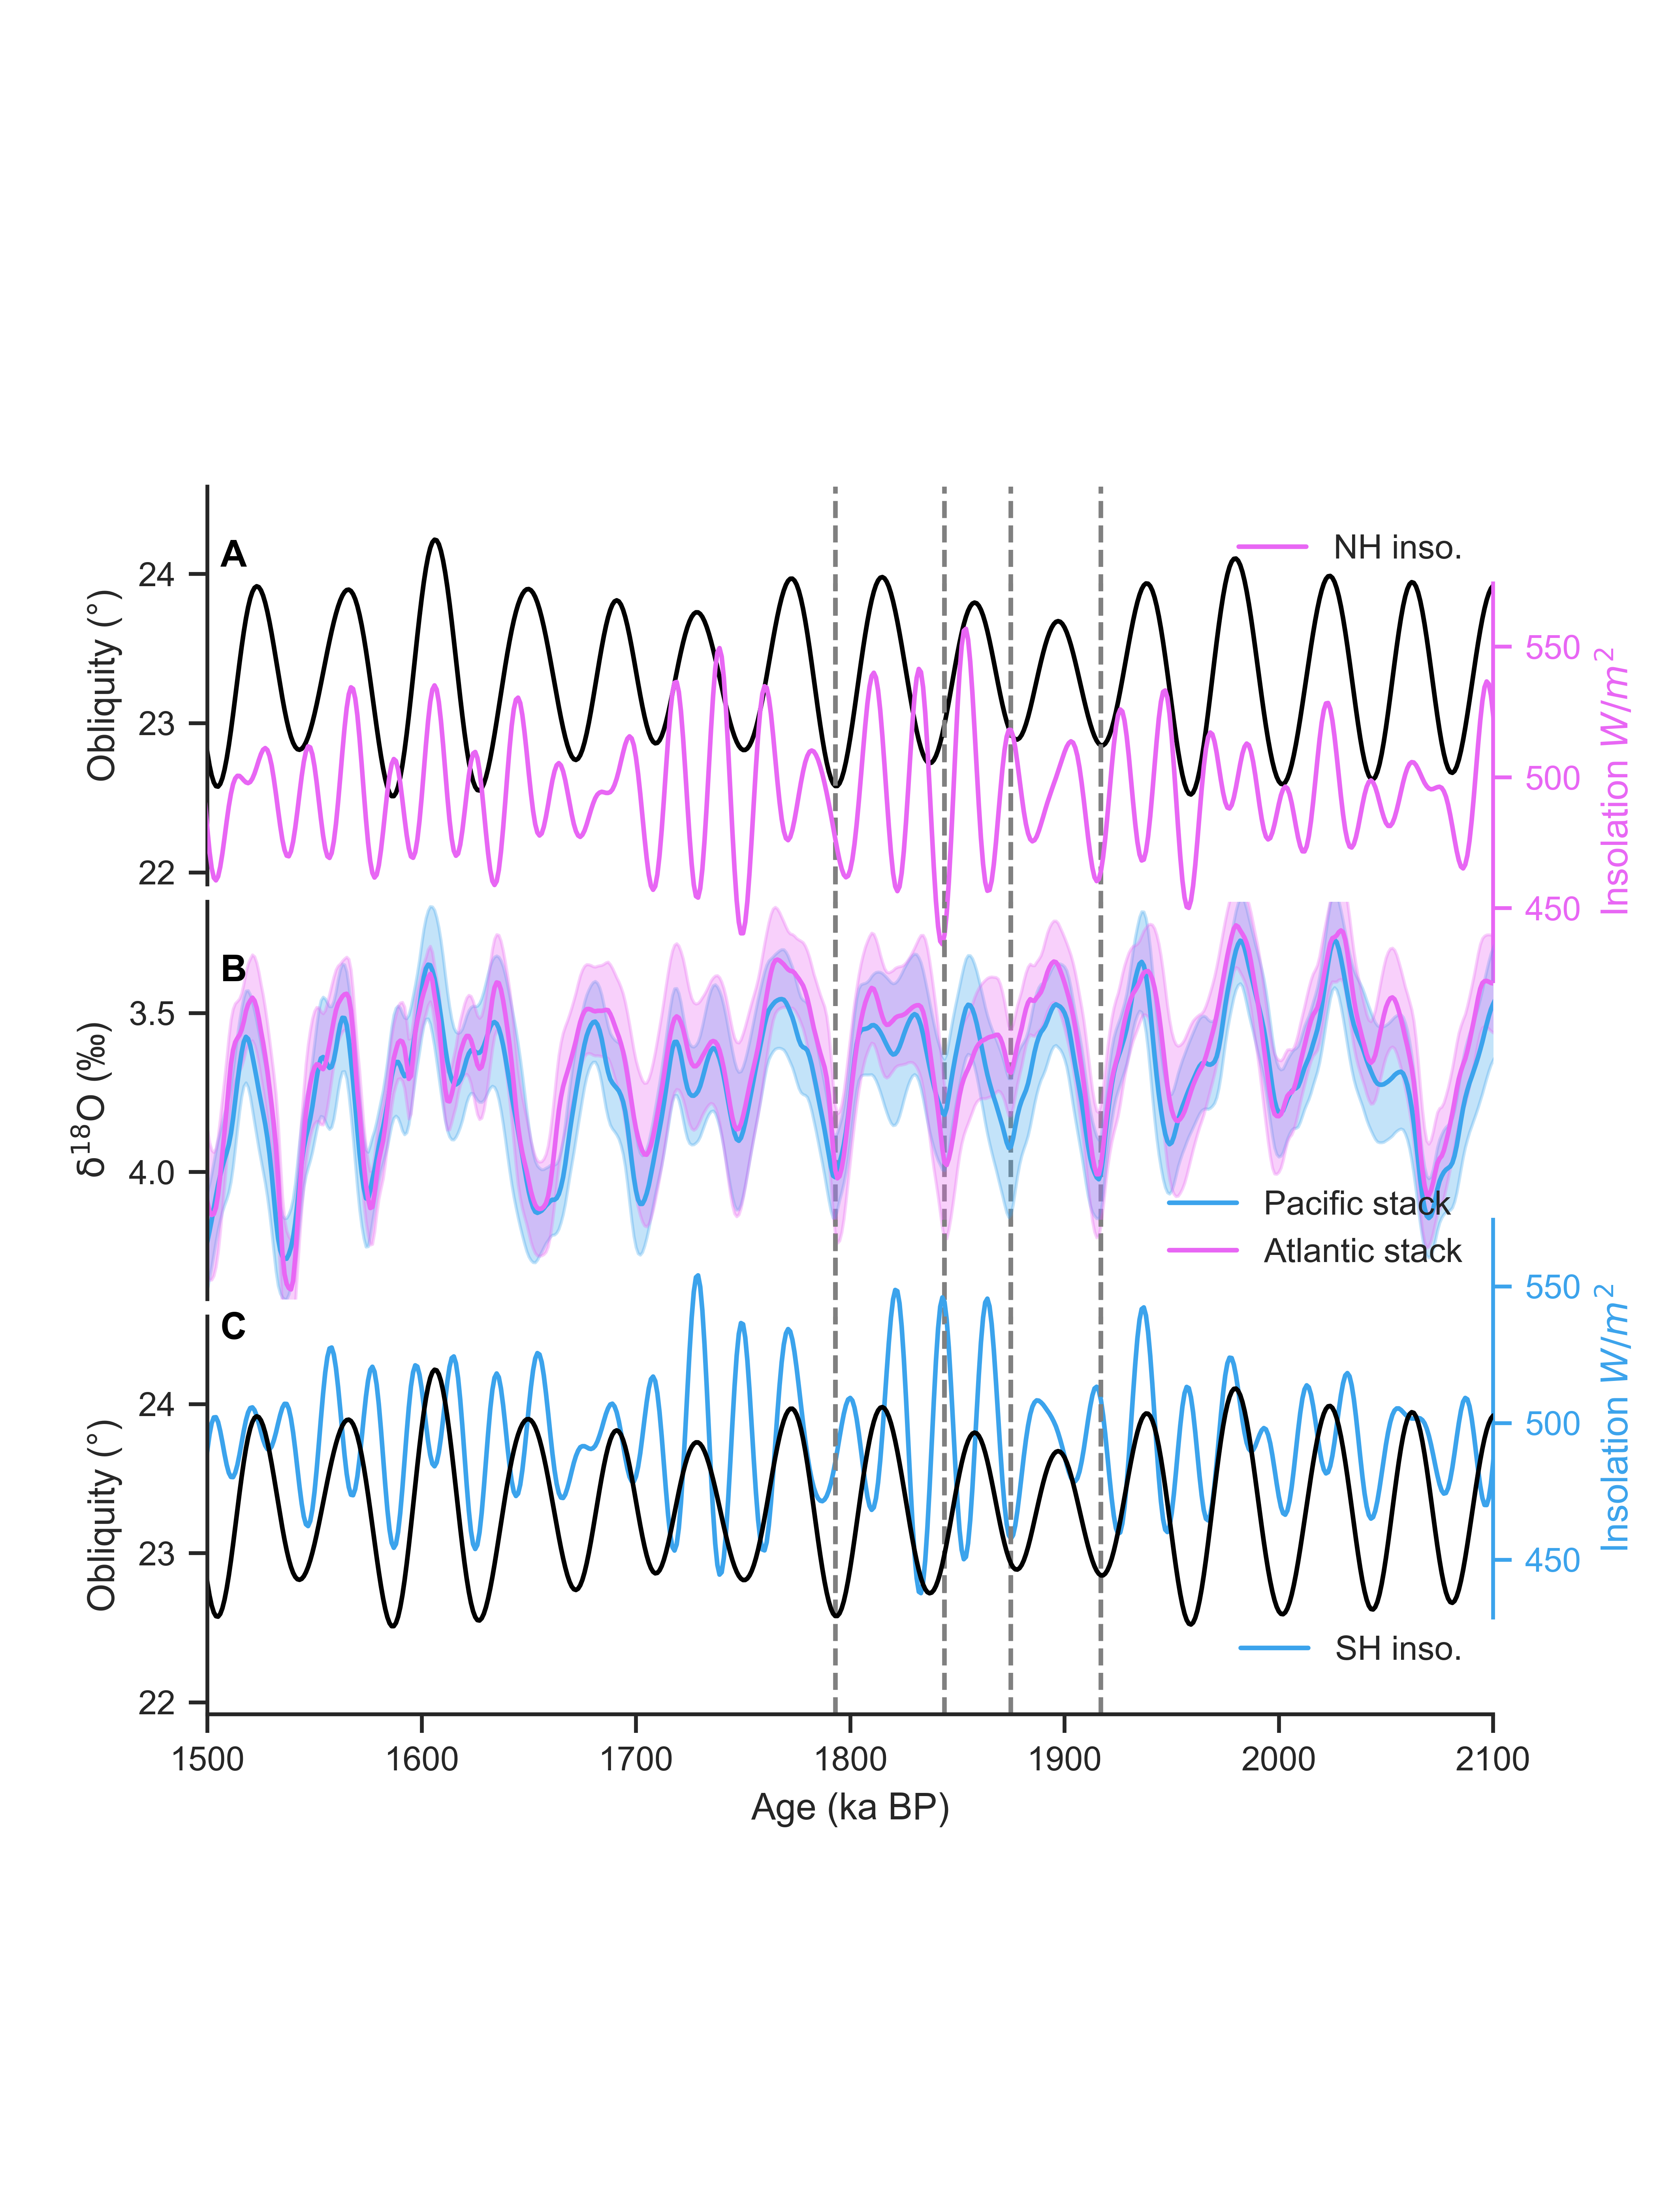 A
NH inso.
24
23
22
Obliquity (°)
550
500
450
Insolation W/m²
B
3.5
4.0
δ¹⁸O (‰)
Pacific stack
Atlantic stack
C
24
23
22
Obliquity (°)
550
500
450
Insolation W/m²
SH inso.
1500 1600 1700 1800 1900 2000 2100
Age (ka BP)